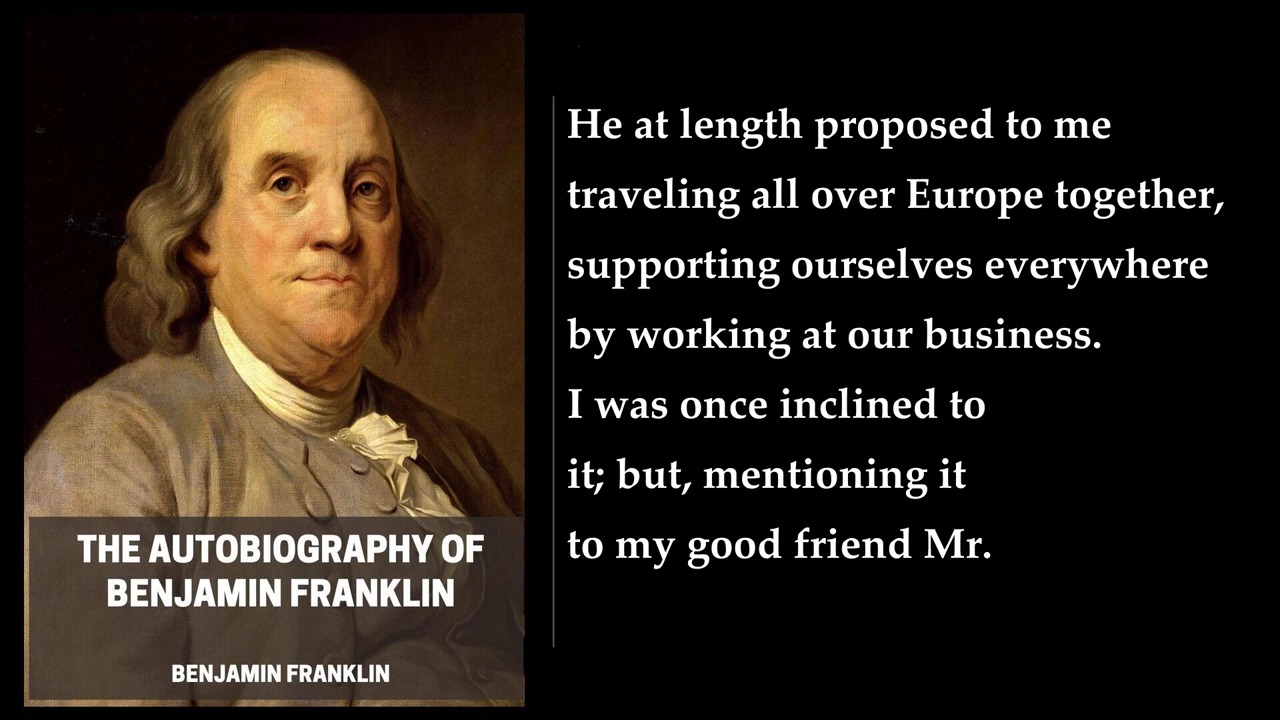 THE AUTOBIOGRAPHY OF
BENJAMIN FRANKLIN
BENJAMIN FRANKLIN
He at length proposed to me
traveling all over Europe together,
supporting ourselves everywhere
by working at our business.
I was once inclined to
it; but, mentioning it
to my good friend Mr.